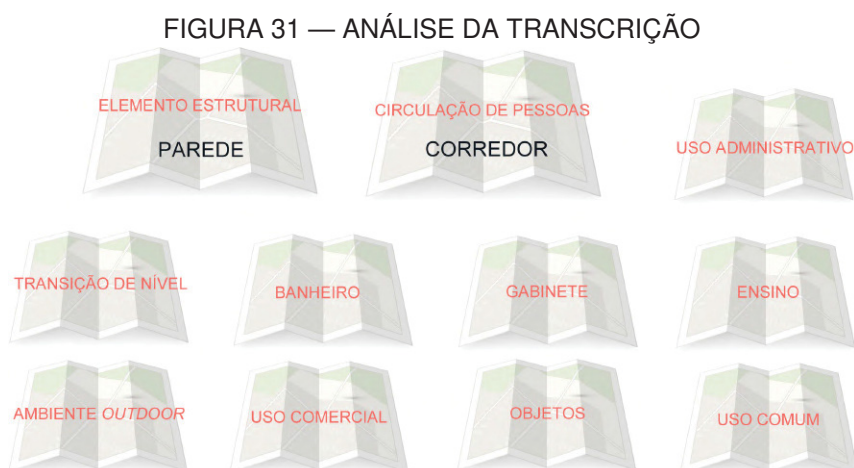 FIGURA 31 — ANÁLISE DA TRANSCRIÇÃO
ELEMENTO ESTRUTURAL
PAREDE
CIRCULAÇÃO DE PESSOAS
CORREDOR
USO ADMINISTRATIVO
TRANSIÇÃO DE NÍVEL
BANHEIRO
GABINETE
ENSINO
AMBIENTE OUTDOOR
USO COMERCIAL
OBJETOS
USO COMUM